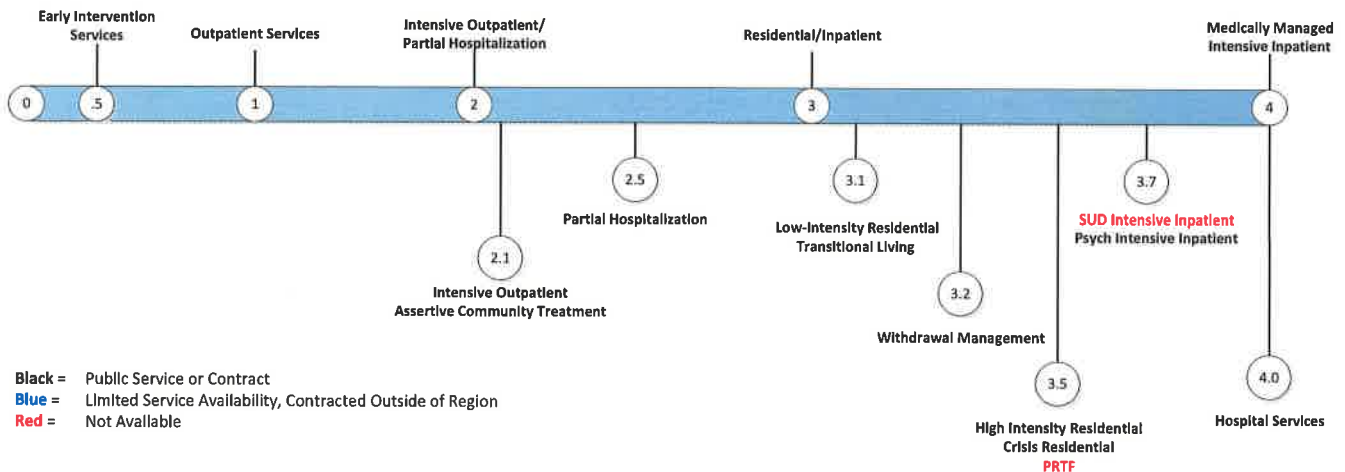 Early Intervention
Services
Outpatient Services
Intensive Outpatient/
Partial Hospitalization
Residential/Inpatient
Medically Managed
Intensive Inpatient
0
.5
1
2
3
4
2.5
Partial Hospitalization
2.1
Intensive Outpatient
Assertive Community Treatment
3.1
Low-Intensity Residential
Transitional Living
3.2
Withdrawal Management
3.5
High Intensity Residential
Crisis Residential
PRTF
3.7
SUD Intensive Inpatient
Psych Intensive Inpatient
4.0
Hospital Services
Black = Public Service or Contract
Blue = Limited Service Availability, Contracted Outside of Region
Red = Not Available